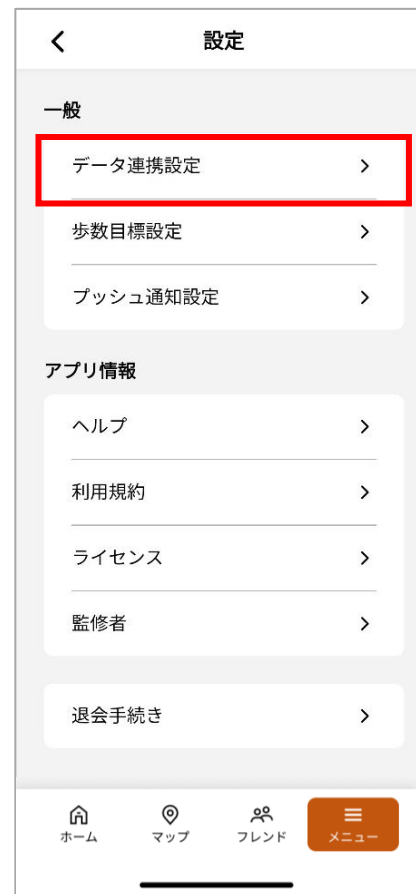 設定
一般
データ連携設定
歩数目標設定
プッシュ通知設定
アプリ情報
ヘルプ
利用規約
ライセンス
監修者
退会手続き
ホーム マップ フレンド メニュー